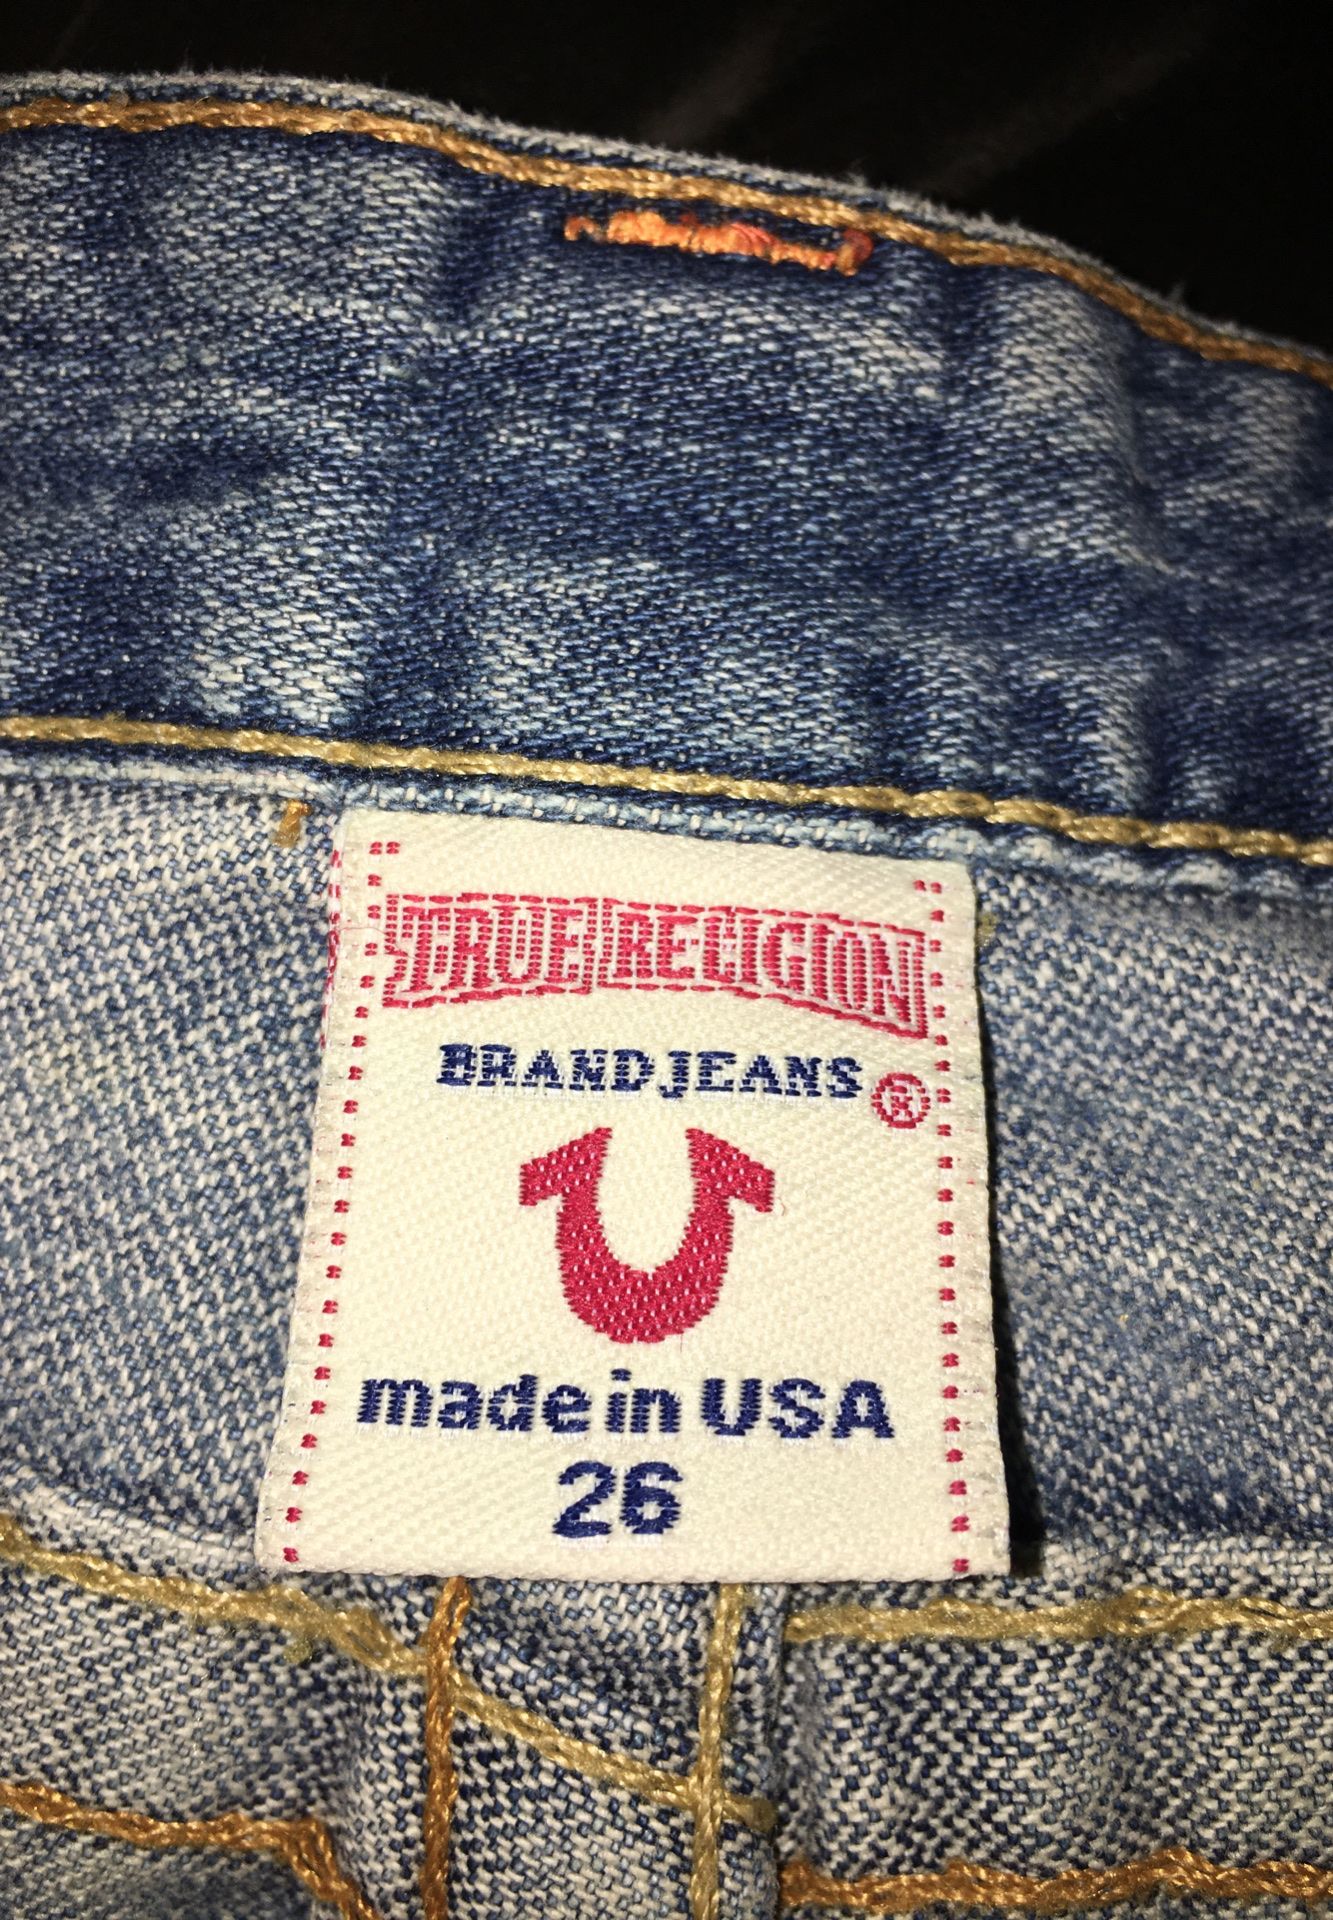 TRUE RELIGION
BRAND JEANS ®
made in USA
26